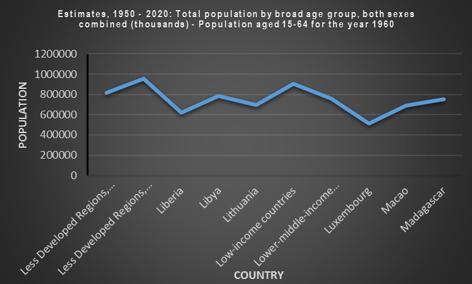 Estimates, 1950 - 2020: Total population by broad age group, both sexes
combined (thousands) - Population aged 15-64 for the year 1960
POPULATION
1200000
1000000
800000
600000
400000
200000
0
Less Developed Regions,...
Less Developed Regions,...
Liberia
Libya
Lithuania
Low-income countries
Lower-middle-income...
Luxembourg
Macao
Madagascar
COUNTRY